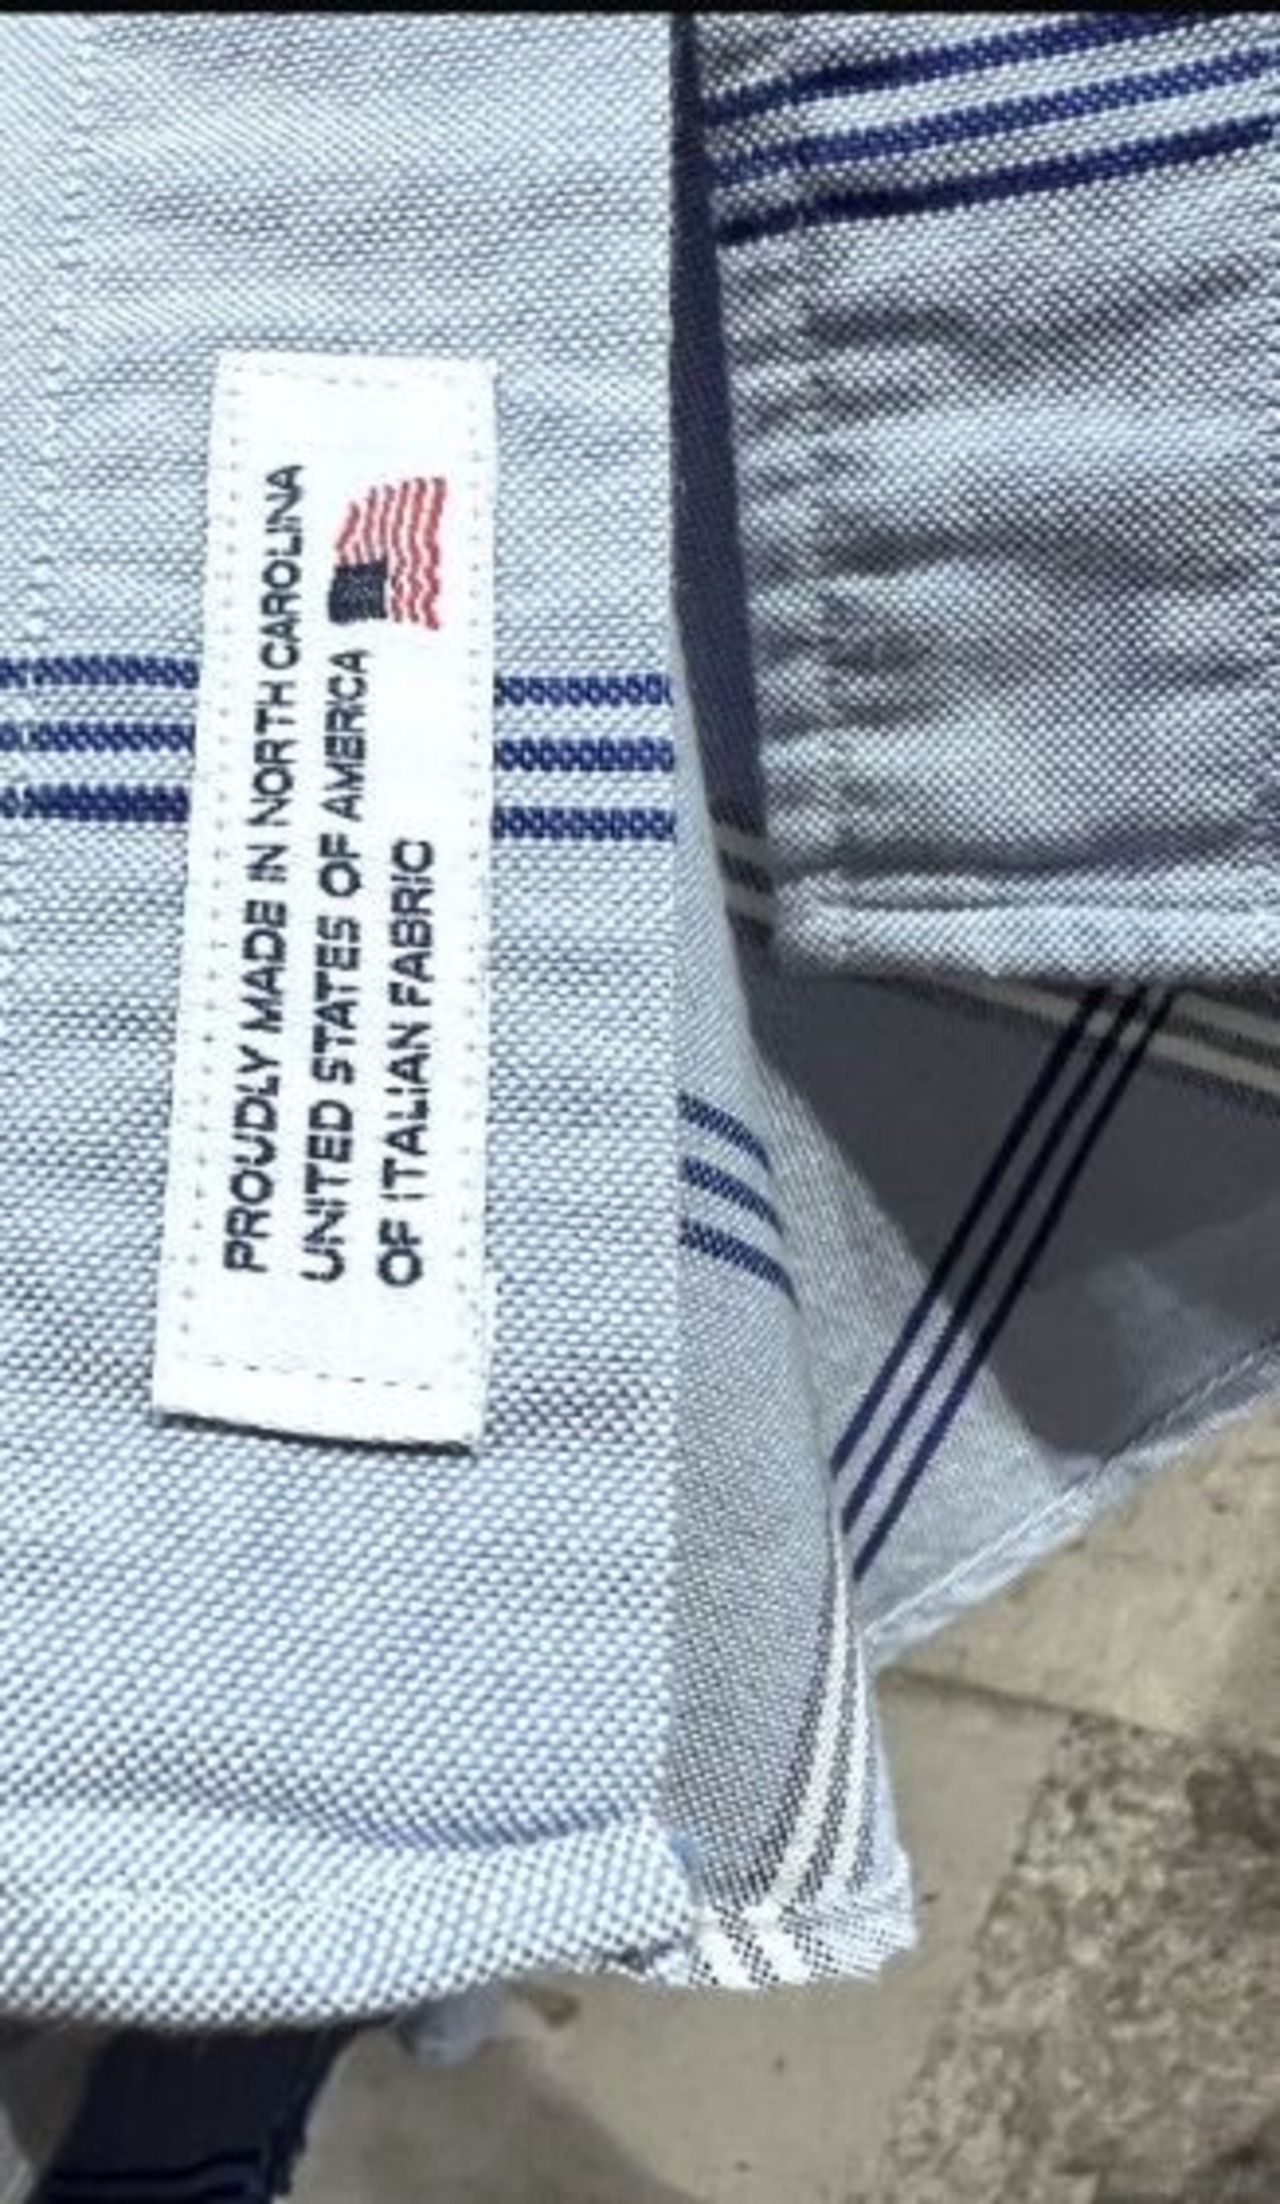 PROUDLY MADE IN NORTH CAROLINA
UNITED STATES OF AMERICA
OF ITALIAN FABRIC